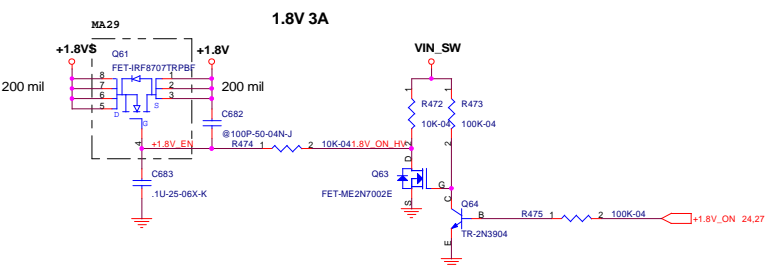 1.8V 3A
MA29
+1.8VS
+1.8V
VIN_SW
Q61
FET-IRF8707TRPBF
200 mil
8
7
6
5
1
2
3
200 mil
D
S
G
4
C682
@100P-50-04N-J
1
R472
10K-04
2
1
R473
100K-04
2
+1.8V_EN
R474
1
2
10K-04
1.8V_ON_HV
C683
.1U-25-06X-K
Q63
D
G
S
FET-ME2N7002E
C
Q64
B
E
TR-2N3904
R475
1
2
100K-04
+1.8V_ON 24,27